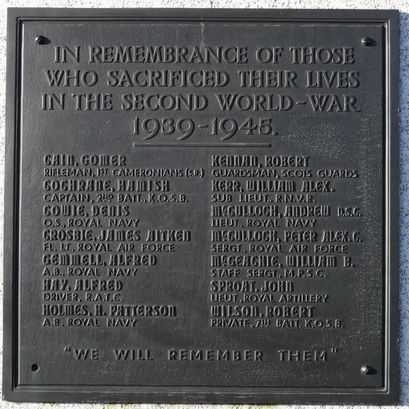 IN REMEMBRANCE OF THOSE
WHO SACRIFICED THEIR LIVES
IN THE SECOND WORLD-WAR.
1939-1945.
CAIN, GOMER
RIFLEMAN, 1ST CAMERONIANS (S.R.)
COCHRANE, HAMISH
CAPTAIN, 2ND BATT. K.O.S.B.
COWIE, DENIS
O.S. ROYAL NAVY
CROSBIE, JAMES AITKEN
FL. LT. ROYAL AIR FORCE
GEMMELL, ALFRED
A.B. ROYAL NAVY
HAY, ALFRED
DRIVER, R.A.T.C.
HOLMES, H. PATTERSON
A.B. ROYAL NAVY
KENNAN, ROBERT
GUARDSMAN, SCOTS GUARDS
KERR, WILLIAM ALEX.
SUB LIEUT. R.N.V.R.
McCULLOCH, ANDREW D.S.C.
LIEUT. ROYAL NAVY
McCULLOCH, PETER ALEX. C.
SERGT. ROYAL AIR FORCE
McGEACHIE, WILLIAM B.
STAFF SERGT. M.P.S.C.
SPROAT, JOHN
LIEUT. ROYAL ARTILLERY
WILSON, ROBERT
PRIVATE, 7TH BATT. K.O.S.B.
"WE WILL REMEMBER THEM"